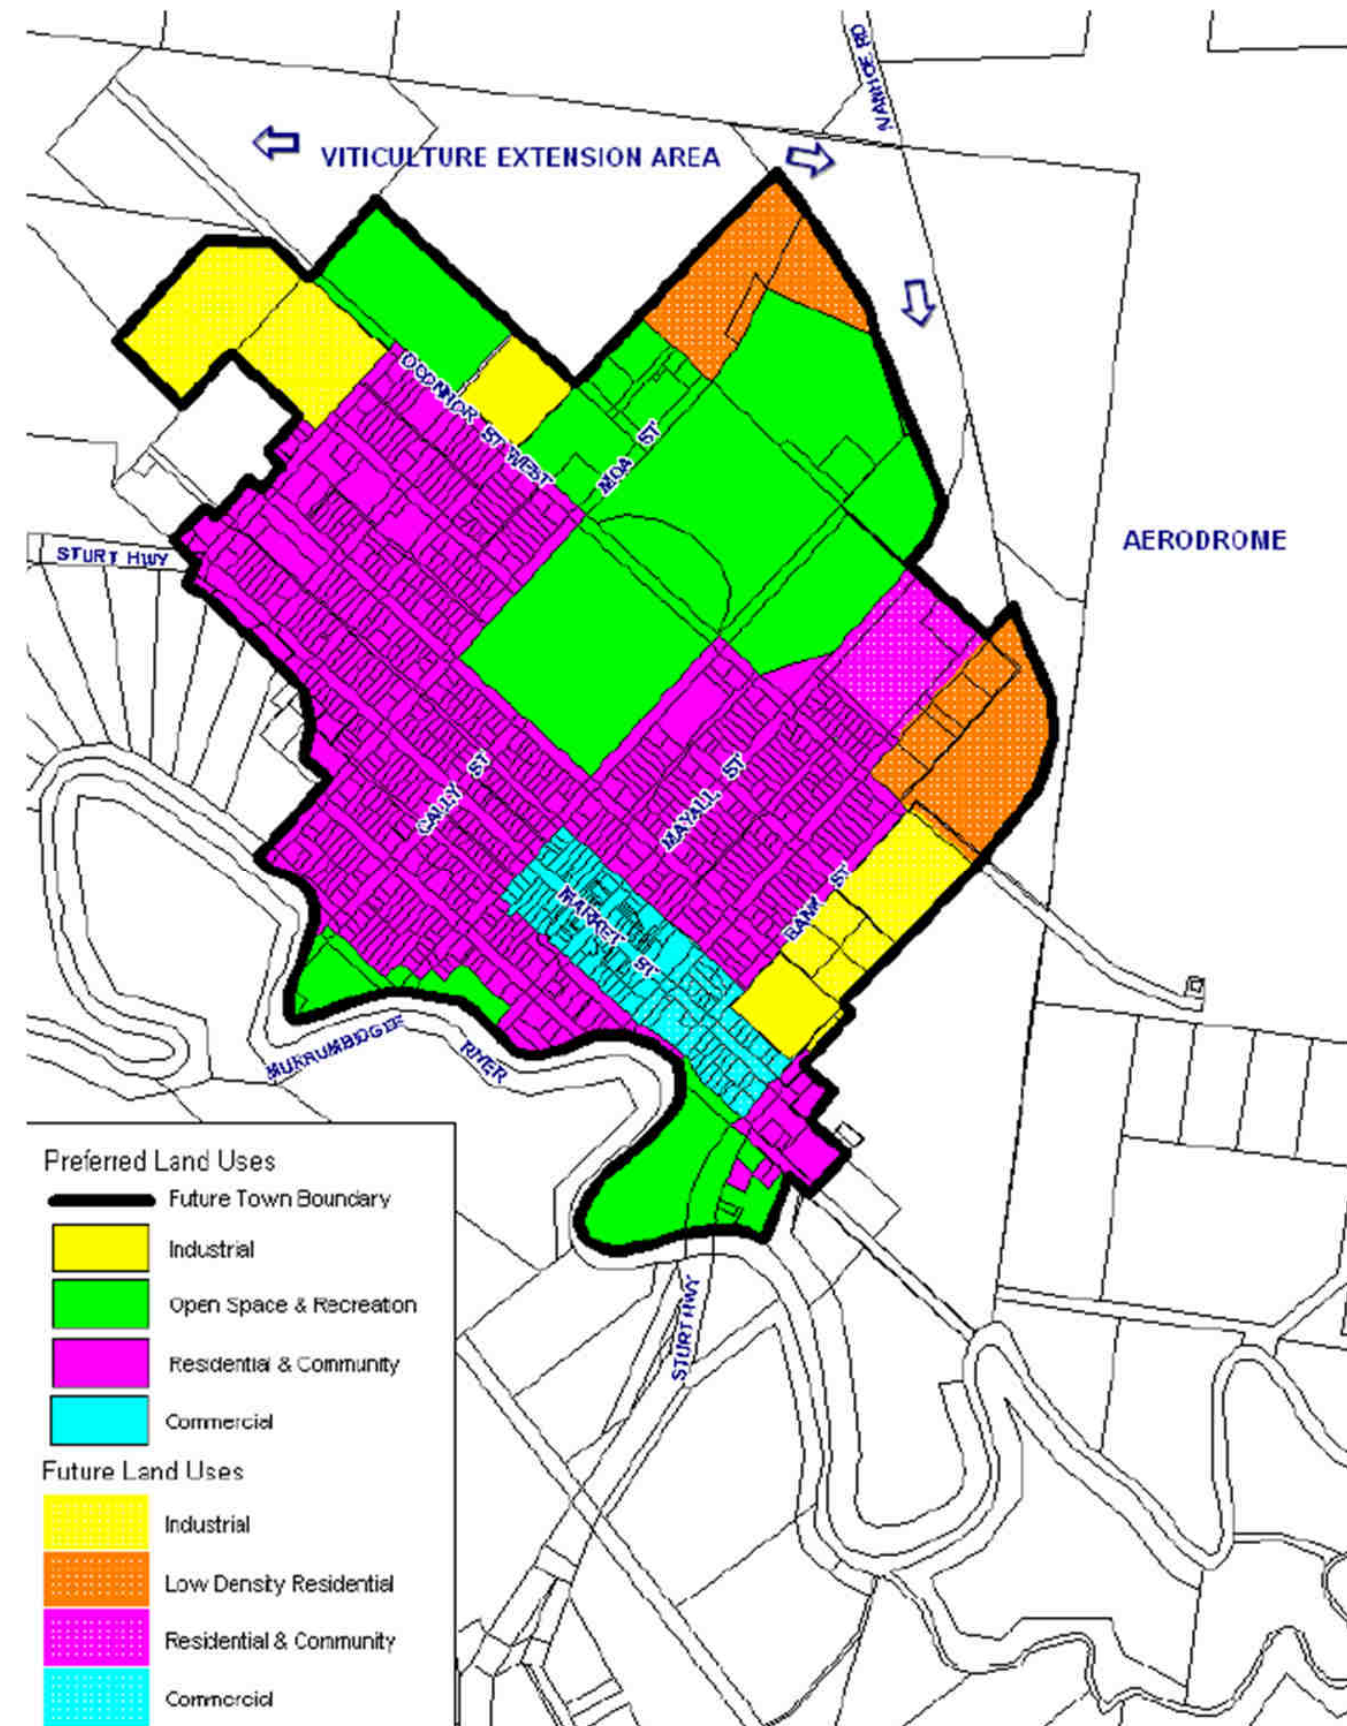 IVANHOE RD
VITICULTURE EXTENSION AREA
OCONNOR ST WEST
MOA ST
AERODROME
STURT HWY
CALLY ST
MAYALL ST
BANK ST
MARKET ST
MURRUMBIDGEE RIVER
STURT HWY
Preferred Land Uses
Future Town Boundary
Industrial
Open Space & Recreation
Residential & Community
Commercial
Future Land Uses
Industrial
Low Density Residential
Residential & Community
Commercial